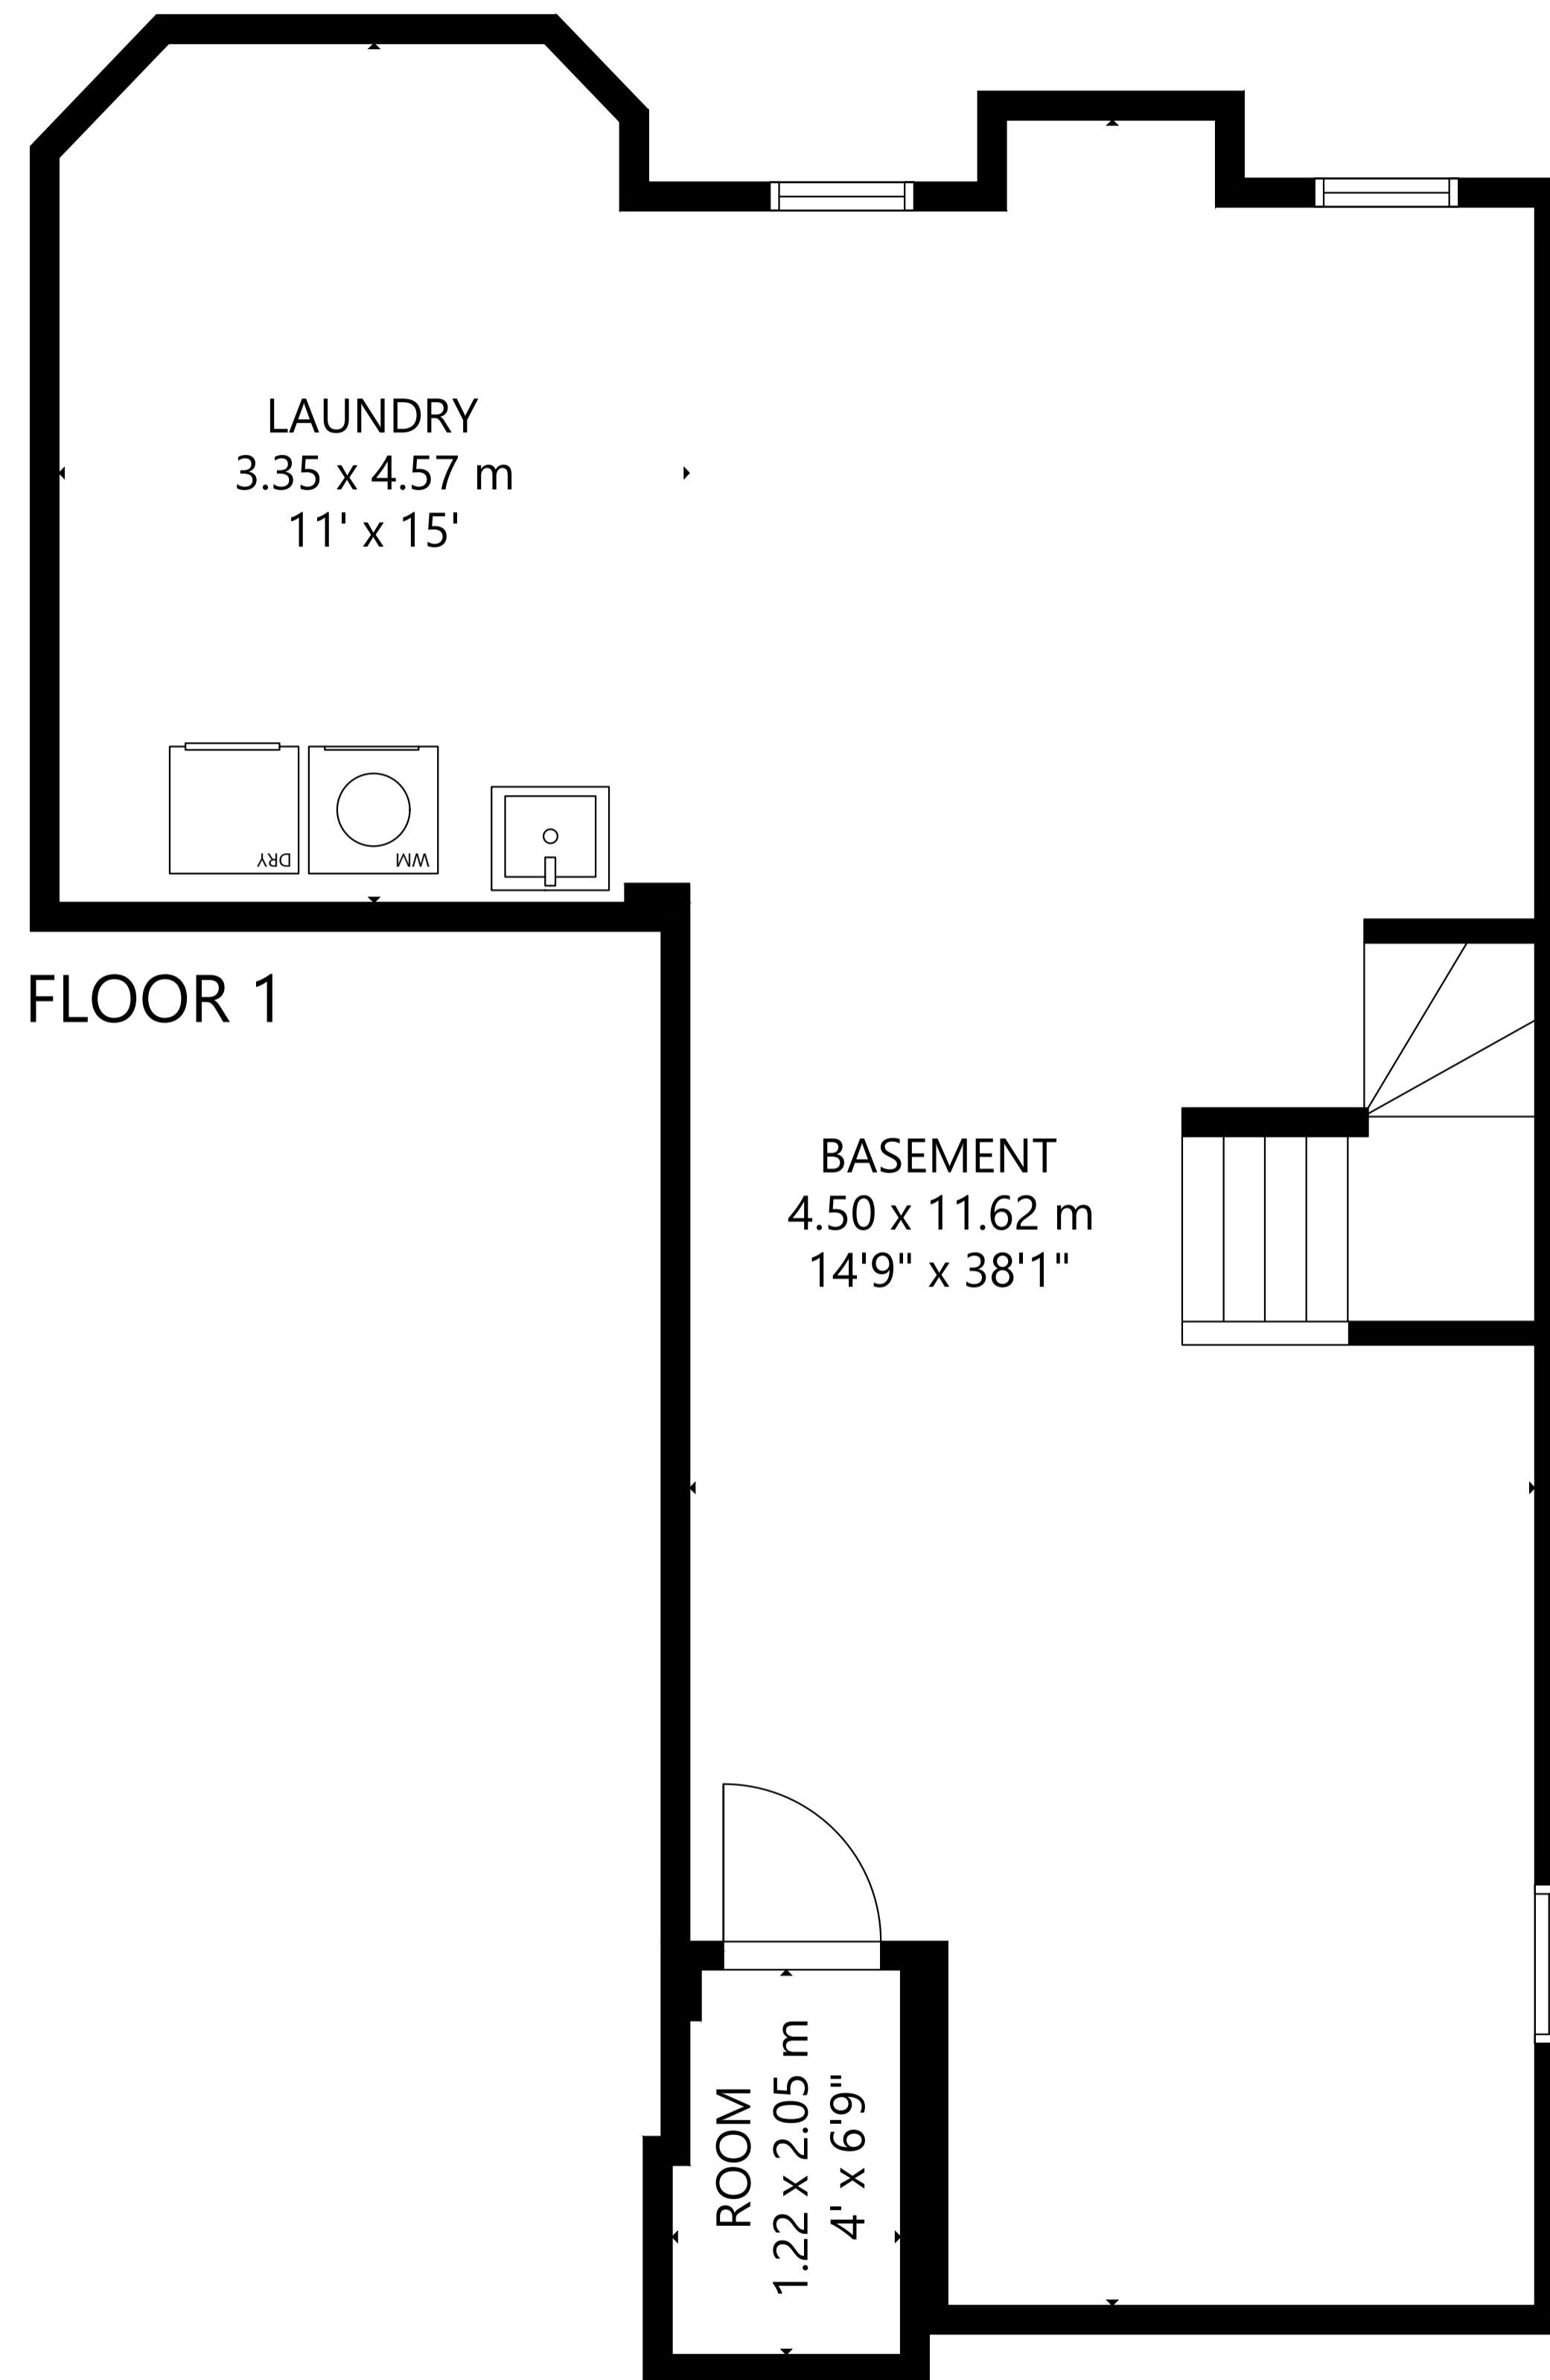 LAUNDRY
3.35 x 4.57 m
11' x 15'
DRY
WM
FLOOR 1
BASEMENT
4.50 x 11.62 m
14'9" x 38'1"
ROOM
1.22 x 2.05 m
4' x 6'9"